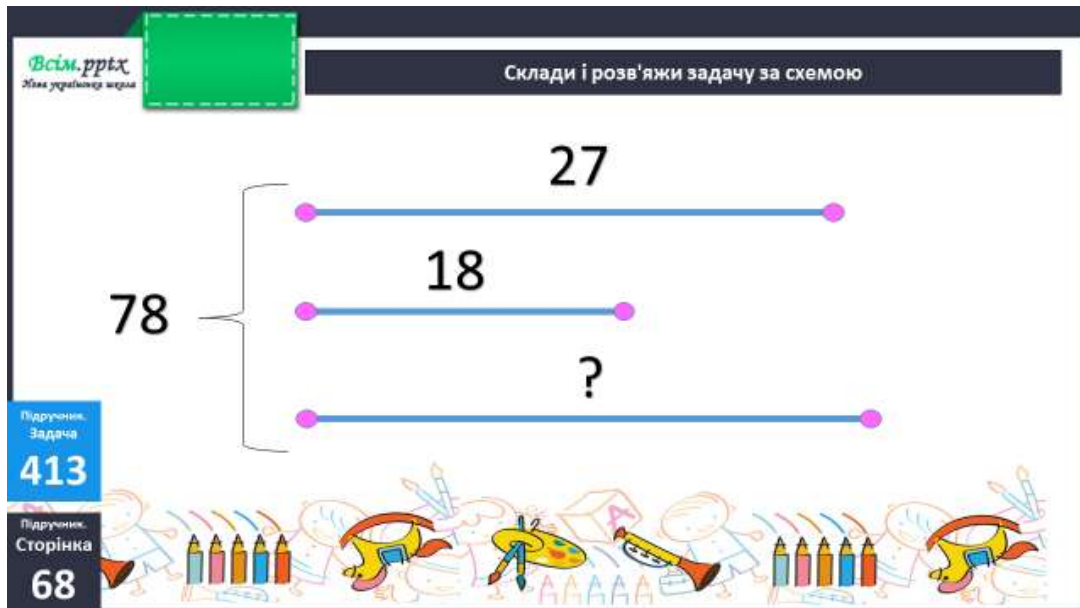 Всім.pptx
Нова українська школа
Склади і розв'яжи задачу за схемою
27
18
78
?
Підручник.
Задача
413
Підручник.
Сторінка
68